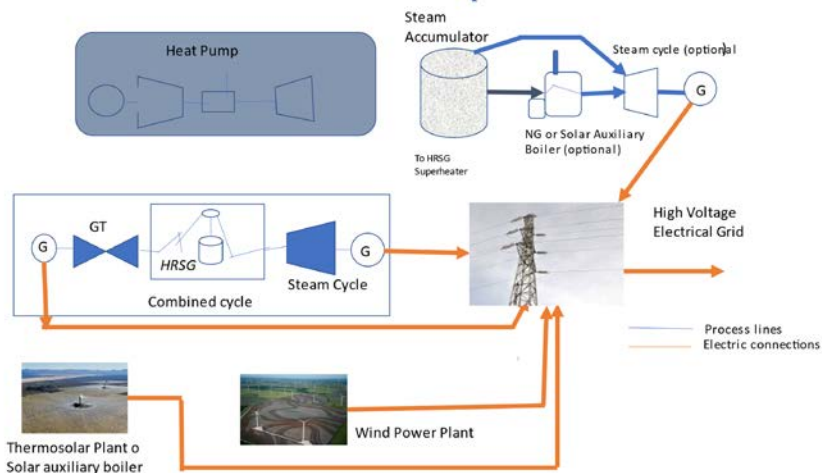 Steam
Accumulator
Steam cycle (optional)
Heat Pump
G
NG or Solar Auxiliary
Boiler (optional)
To HRSG
Superheater
GT
G
HRSG
G
Steam Cycle
Combined cycle
High Voltage
Electrical Grid
Process lines
Electric connections
Wind Power Plant
Thermosolar Plant o
Solar auxiliary boiler